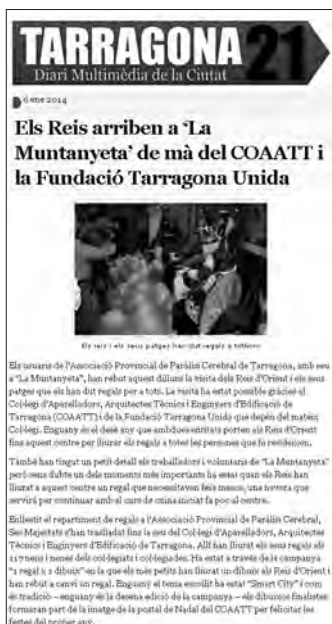 TARRAGONA 21
Diari Multimèdia de la Ciutat
6 ene 2014
Els Reis arriben a ‘La
Muntanyeta’ de mà del COAATT i
la Fundació Tarragona Unida
Els reis i els seus patges han dut regals a tothom
Els usuaris de l'Associació Provincial de Paràlisi Cerebral de Tarragona, amb seu
a "La Muntanyeta", han rebut aquest dilluns la visita dels Reis d'Orient i els seus
patges que els han dut regals per a tots. La visita ha estat possible gràcies al
Col·legi d'Aparelladors, Arquitectes Tècnics i Enginyers d'Edificació de
Tarragona (COAATT) i de la Fundació Tarragona Unida que depèn del mateix
Col·legi. Enguany és el desè any que ambdues entitats porten als Reis d'Orient
fins aquest centre per lliurar els regals a totes les persones que hi resideixen.
També han tingut un petit detall els treballadors i voluntaris de "La Muntanyeta"
però sens dubte un dels moments més importants ha estat quan els Reis han
lliurat a aquest centre un regal que necessitaven feia mesos, una nevera que
servirà per continuar amb el curs de cuina iniciat fa poc al centre.
Enllestit el repartiment de regals a l'Associació Provincial de Paràlisi Cerebral,
Ses Majestats s'han traslladat fins la seu del Col·legi d'Aparelladors, Arquitectes
Tècnics i Enginyers d'Edificació de Tarragona. Allí han lliurat els seus regals als
217 nens i nenes dels col·legiats i col·legiades. Ha estat a través de la campanya
"1 regal x 1 dibuix" en la que els més petits han lliurat un dibuix als Reis d'Orient i
han rebut a canvi un regal. Enguany el tema escollit ha estat "Smart City" i com
és tradició – enguany és la desena edició de la campanya – els dibuixos finalistes
formaran part de la imatge de la postal de Nadal del COAATT per felicitar les
festes del proper any.